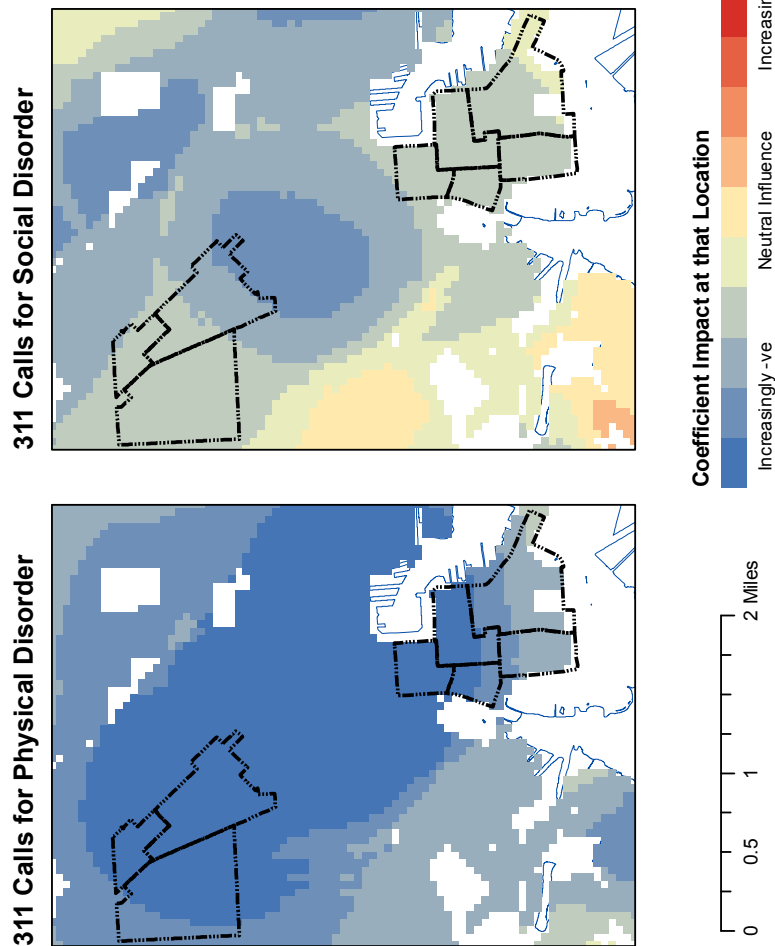 311 Calls for Physical Disorder
311 Calls for Social Disorder
0 0.5 1 2 Miles
Coefficient Impact at that Location
Increasingly -ve Neutral Influence